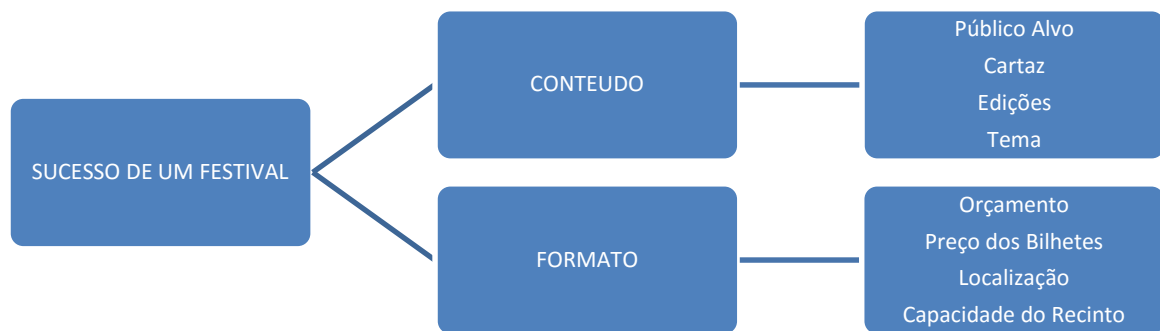 SUCESSO DE UM FESTIVAL
CONTEUDO
Público Alvo
Cartaz
Edições
Tema
FORMATO
Orçamento
Preço dos Bilhetes
Localização
Capacidade do Recinto